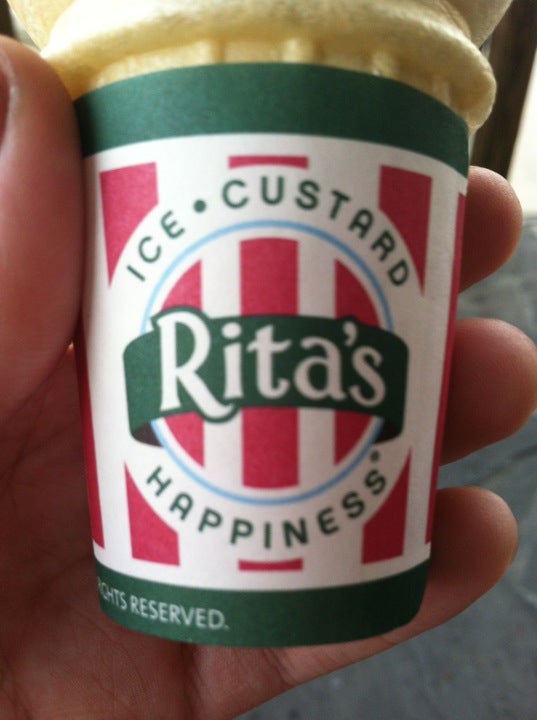 ICE • CUSTARD
Rita's
HAPPINESS®
RESERVED.